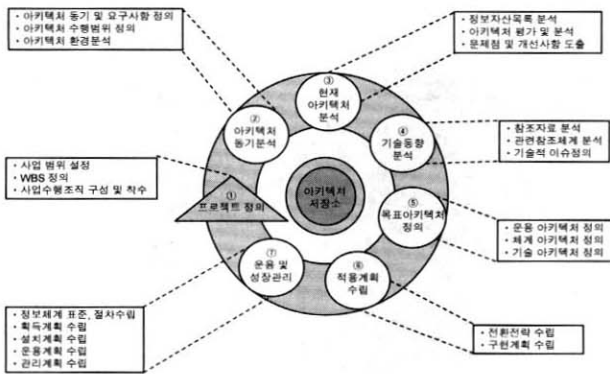 · 아키텍처 동기 및 요구사항 정의
· 아키텍처 수행범위 정의
· 아키텍처 환경분석
· 정보자산목록 분석
· 아키텍처 평가 및 분석
· 문제점 및 개선사항 도출
③
현재
아키텍처
분석
②
아키텍처
동기분석
④
기술동향
분석
· 참조자료 분석
· 관련참조체계 분석
· 기술적 이슈정의
· 사업 범위 설정
· WBS 정의
· 사업수행조직 구성 및 착수
①
프로젝트 정의
아키텍처
저장소
⑤
목표아키텍처
정의
· 운용 아키텍처 정의
· 체계 아키텍처 정의
· 기술 아키텍처 정의
⑦
운용 및
성장관리
⑥
적용계획
수립
· 정보체계 표준, 절차수립
· 획득계획 수립
· 설치계획 수립
· 운용계획 수립
· 관리계획 수립
· 전환전략 수립
· 구현계획 수립